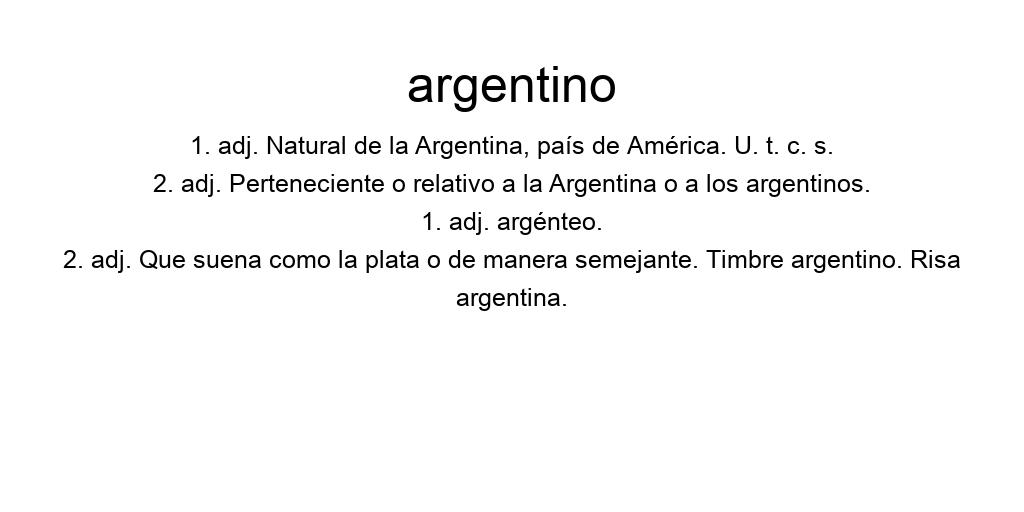 argentino
1. adj. Natural de la Argentina, país de América. U. t. c. s.
2. adj. Perteneciente o relativo a la Argentina o a los argentinos.
1. adj. argénteo.
2. adj. Que suena como la plata o de manera semejante. Timbre argentino. Risa
argentina.